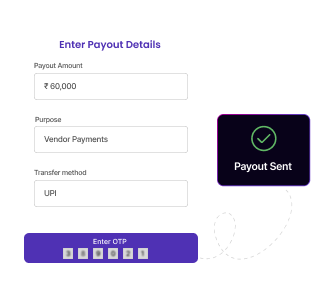 Enter Payout Details
Payout Amount
₹ 60,000
Purpose
Vendor Payments
Payout Sent
Transfer method
UPI
Enter OTP